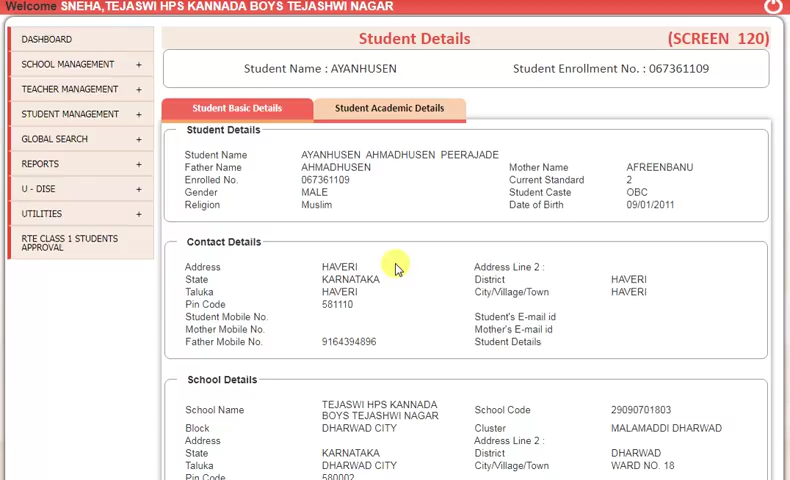 Welcome SNEHA,TEJASWI HPS KANNADA BOYS TEJASHWI NAGAR
DASHBOARD
SCHOOL MANAGEMENT +
TEACHER MANAGEMENT +
STUDENT MANAGEMENT +
GLOBAL SEARCH +
REPORTS +
U - DISE +
UTILITIES +
RTE CLASS 1 STUDENTS
APPROVAL
Student Details (SCREEN 120)
Student Name : AYANHUSEN Student Enrollment No. : 067361109
Student Basic Details Student Academic Details
Student Details
Student Name AYANHUSEN AHMADHUSEN PEERAJADE
Father Name AHMADHUSEN Mother Name AFREENBANU
Enrolled No. 067361109 Current Standard 2
Gender MALE Student Caste OBC
Religion Muslim Date of Birth 09/01/2011
Contact Details
Address HAVERI Address Line 2 :
State KARNATAKA District HAVERI
Taluka HAVERI City/Village/Town HAVERI
Pin Code 581110
Student Mobile No. Student's E-mail id
Mother Mobile No. Mother's E-mail id
Father Mobile No. 9164394896 Student Details
School Details
School Name TEJASWI HPS KANNADA
BOYS TEJASHWI NAGAR School Code 29090701803
Block DHARWAD CITY Cluster MALAMADDI DHARWAD
Address Address Line 2 :
State KARNATAKA District DHARWAD
Taluka DHARWAD CITY City/Village/Town WARD NO. 18
Pin Code 580002